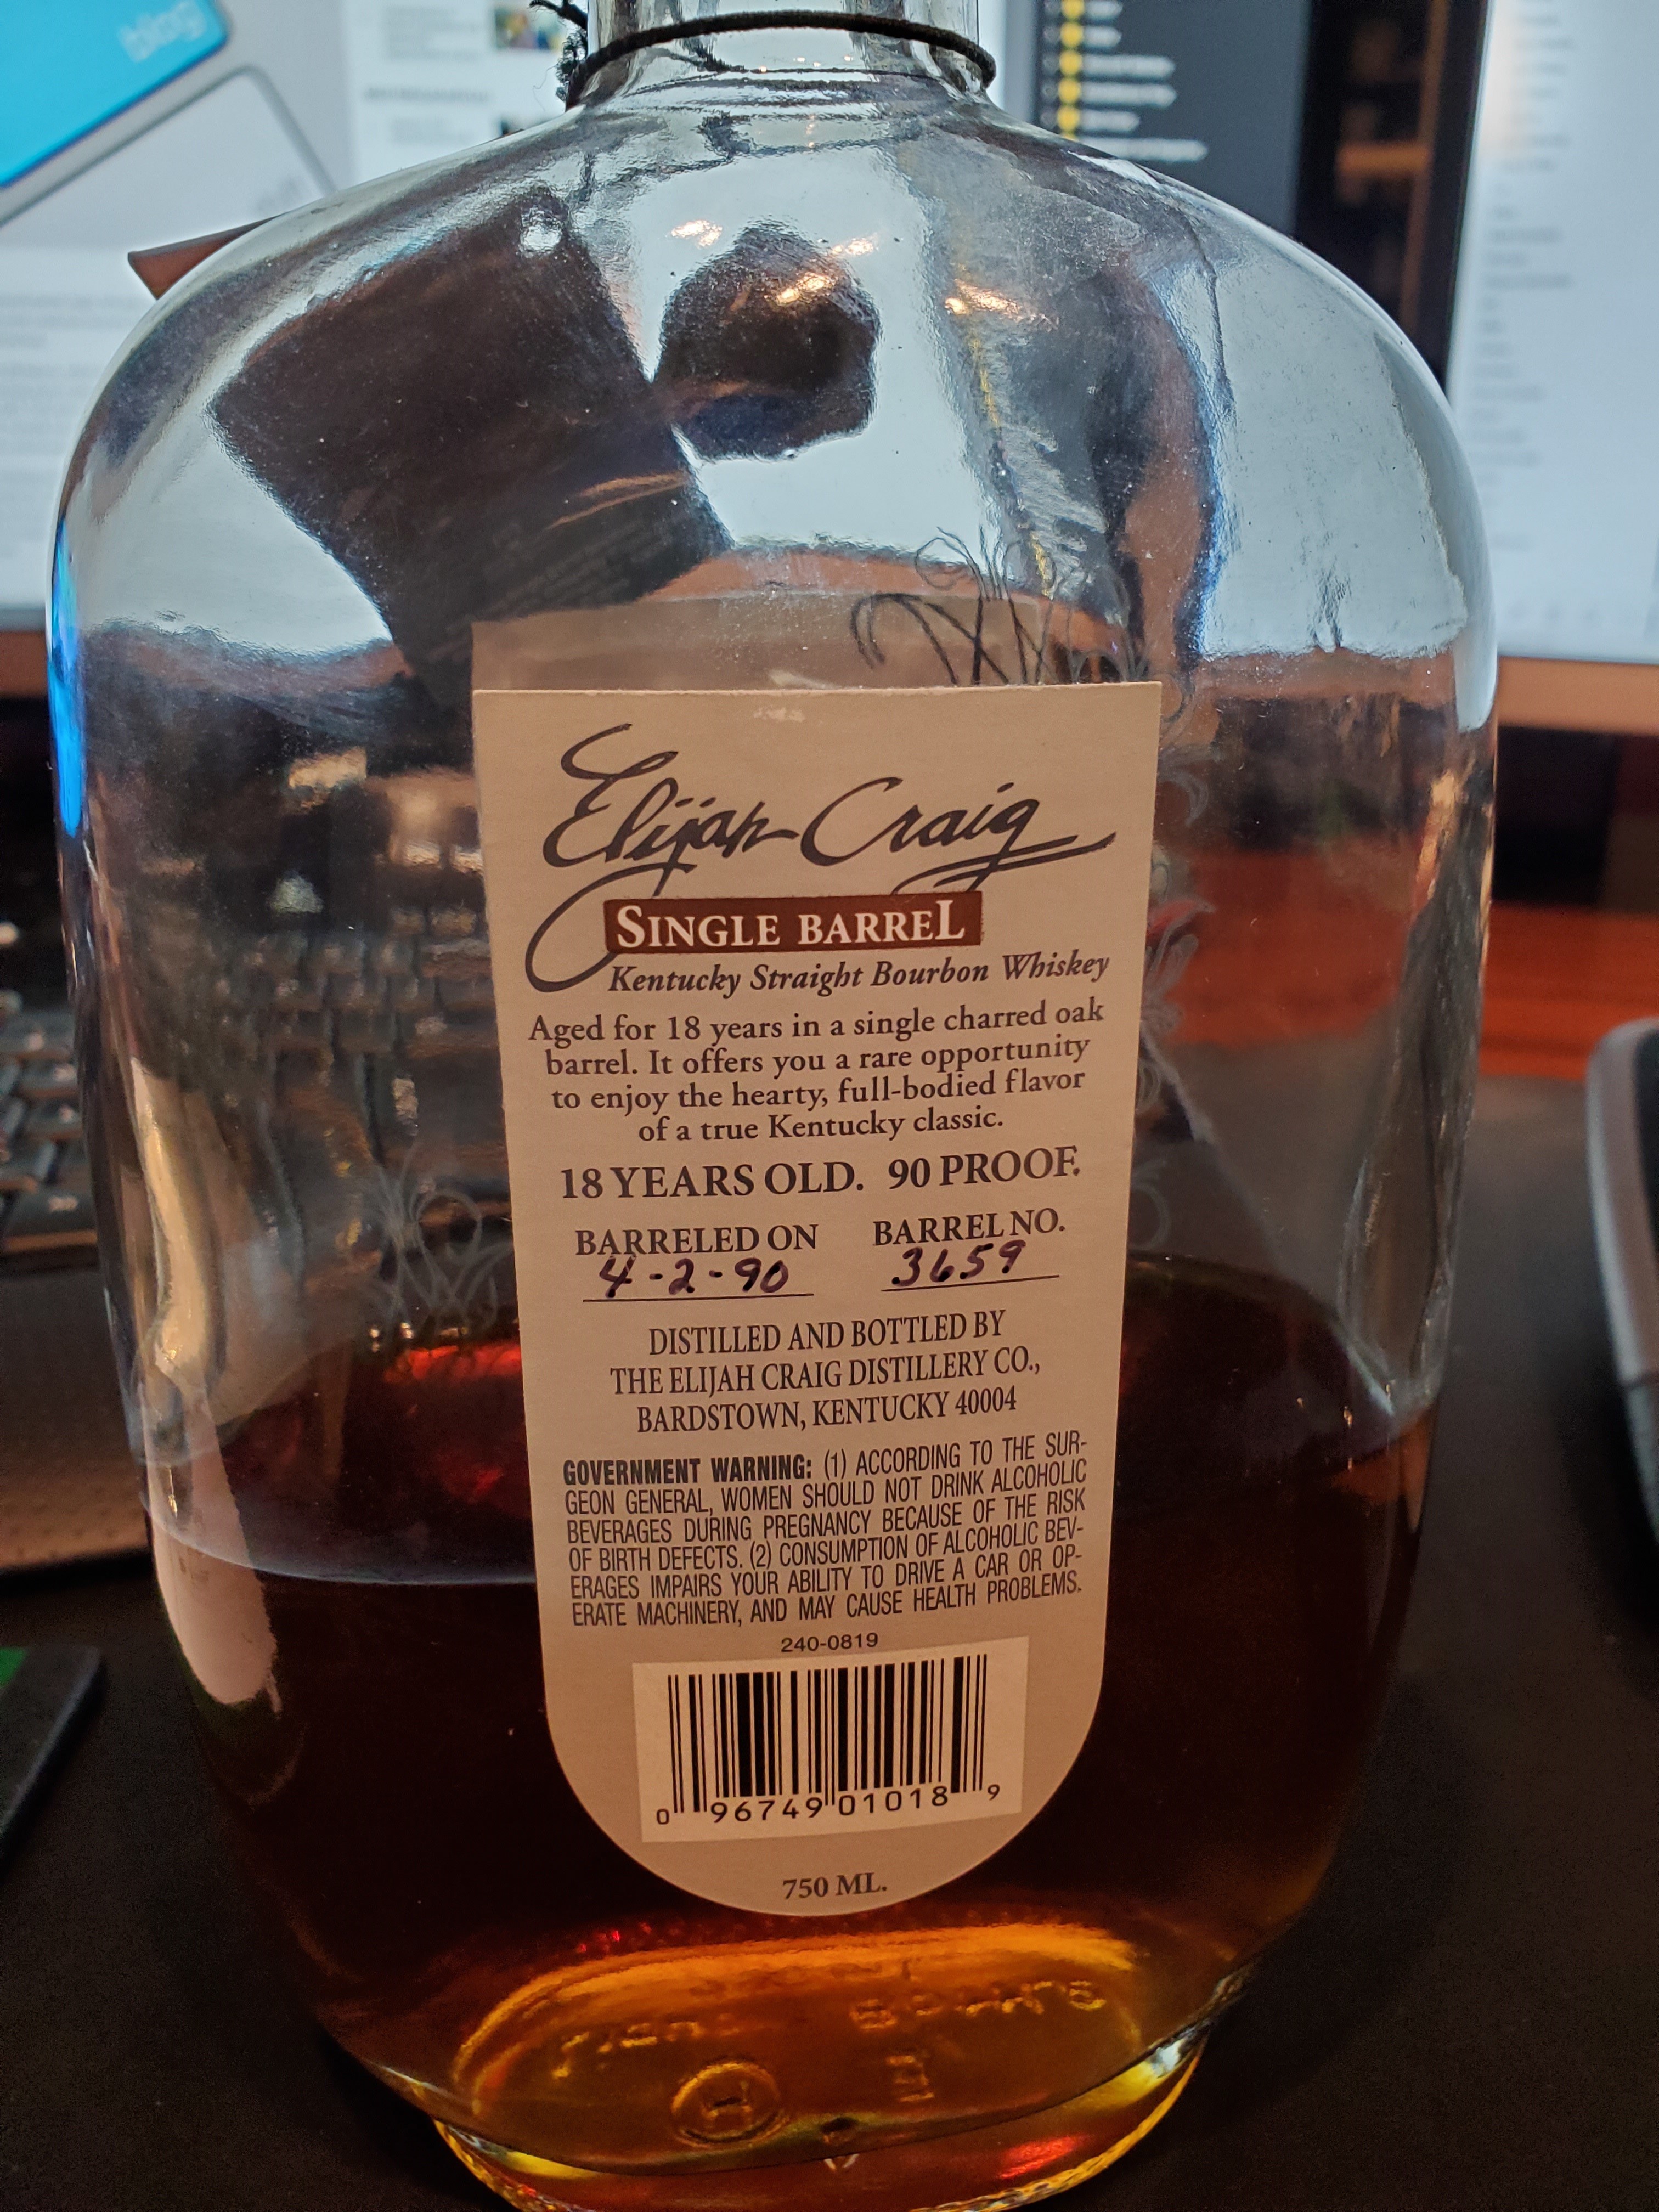 Elijah Craig
SINGLE BARREL
Kentucky Straight Bourbon Whiskey
Aged for 18 years in a single charred oak
barrel. It offers you a rare opportunity
to enjoy the hearty, full-bodied flavor
of a true Kentucky classic.
18 YEARS OLD. 90 PROOF.
BARRELED ON BARREL NO.
4-2-90 3659
DISTILLED AND BOTTLED BY
THE ELIJAH CRAIG DISTILLERY CO.,
BARDSTOWN, KENTUCKY 40004
GOVERNMENT WARNING: (1) ACCORDING TO THE SUR-
GEON GENERAL, WOMEN SHOULD NOT DRINK ALCOHOLIC
BEVERAGES DURING PREGNANCY BECAUSE OF THE RISK
OF BIRTH DEFECTS. (2) CONSUMPTION OF ALCOHOLIC BEV-
ERAGES IMPAIRS YOUR ABILITY TO DRIVE A CAR OR OP-
ERATE MACHINERY, AND MAY CAUSE HEALTH PROBLEMS.
240-0819
0 96749 01018 9
750 ML.